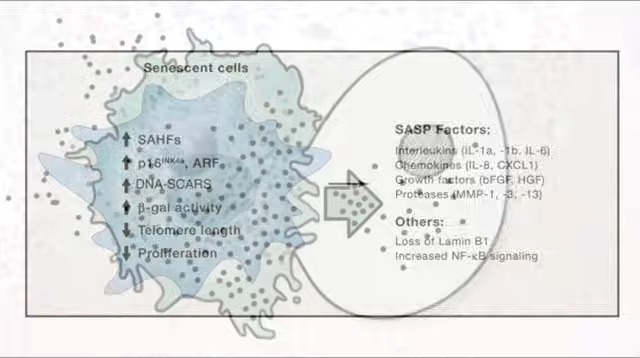 Senescent cells
↑ SAHFs
↑ p16ᴵᴺᴷ⁴ᵃ, ARF
↑ DNA-SCARS
↑ β-gal activity
↓ Telomere length
↓ Proliferation
SASP Factors:
Interleukins (IL-1a, -1b, IL-6)
Chemokines (IL-8, CXCL1)
Growth factors (bFGF, HGF)
Proteases (MMP-1, -3, -13)
Others:
Loss of Lamin B1
Increased NF-κB signaling